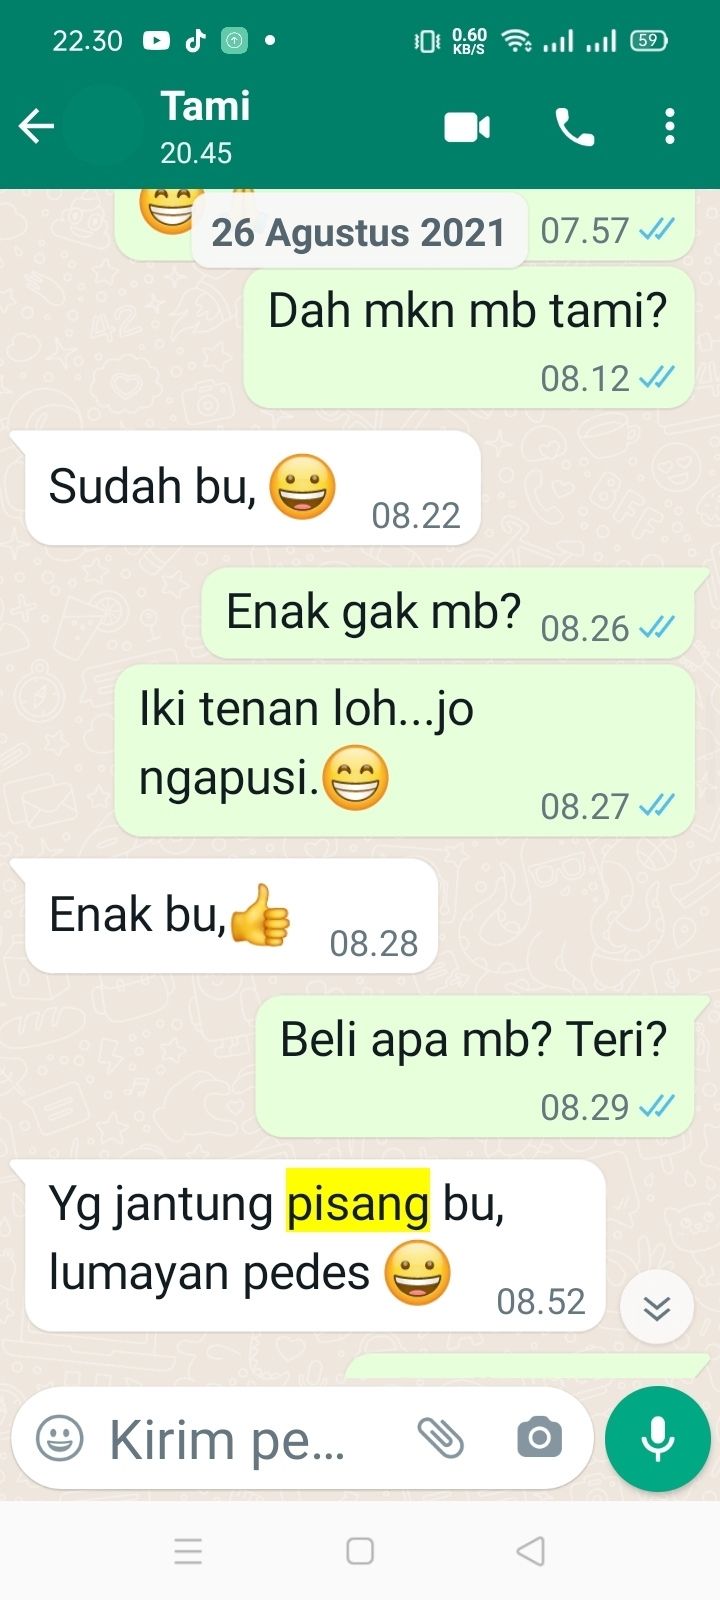 22.30 0.60 KB/S 59
Tami
20.45
26 Agustus 2021
07.57
Dah mkn mb tami?
08.12
Sudah bu, 😀 08.22
Enak gak mb? 08.26
Iki tenan loh...jo
ngapusi.😁 08.27
Enak bu,👍 08.28
Beli apa mb? Teri?
08.29
Yg jantung pisang bu,
lumayan pedes 😀 08.52
Kirim pe...